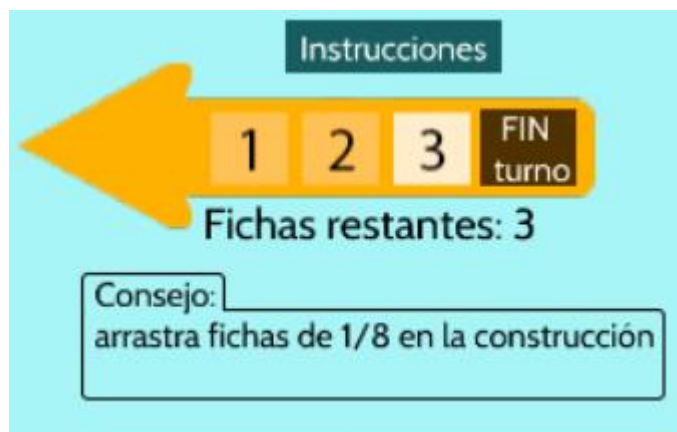 Instrucciones
1 2 3 FIN
turno
Fichas restantes: 3
Consejo:
arrastra fichas de 1/8 en la construcción